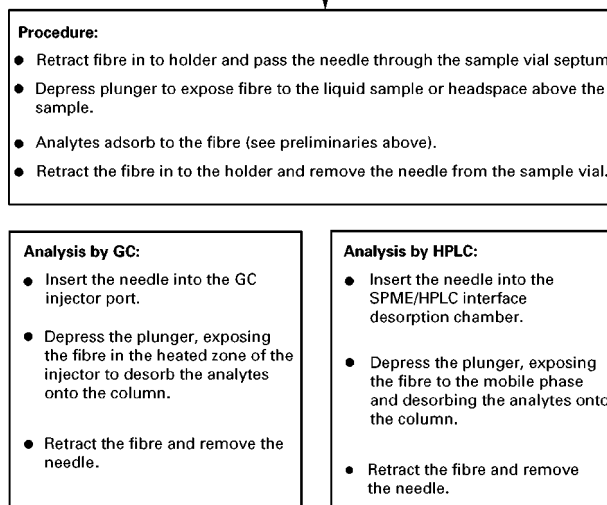 Procedure:
● Retract fibre in to holder and pass the needle through the sample vial septum
● Depress plunger to expose fibre to the liquid sample or headspace above the
sample.
● Analytes adsorb to the fibre (see preliminaries above).
● Retract the fibre in to the holder and remove the needle from the sample vial.
Analysis by GC:
● Insert the needle into the GC
injector port.
● Depress the plunger, exposing
the fibre in the heated zone of the
injector to desorb the analytes
onto the column.
● Retract the fibre and remove the
needle.
Analysis by HPLC:
● Insert the needle into the
SPME/HPLC interface
desorption chamber.
● Depress the plunger, exposing
the fibre to the mobile phase
and desorbing the analytes onto
the column.
● Retract the fibre and remove
the needle.